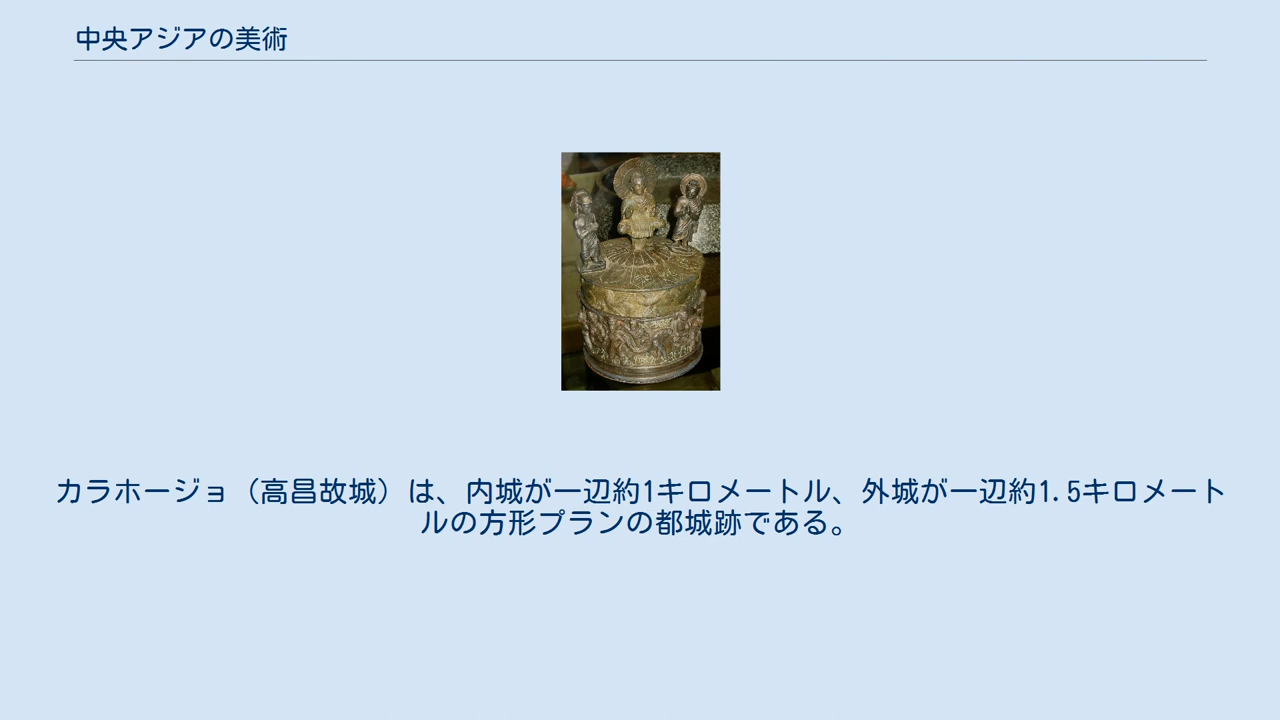 中央アジアの美術
カラホージョ（高昌故城）は、内城が一辺約1キロメートル、外城が一辺約1.5キロメート
ルの方形プランの都城跡である。